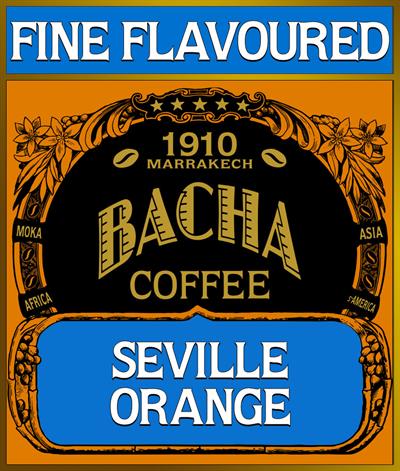 FINE FLAVOURED
1910
MARRAKECH
BACHA
COFFEE
MOKA
ASIA
AFRICA
S-AMERICA
SEVILLE
ORANGE